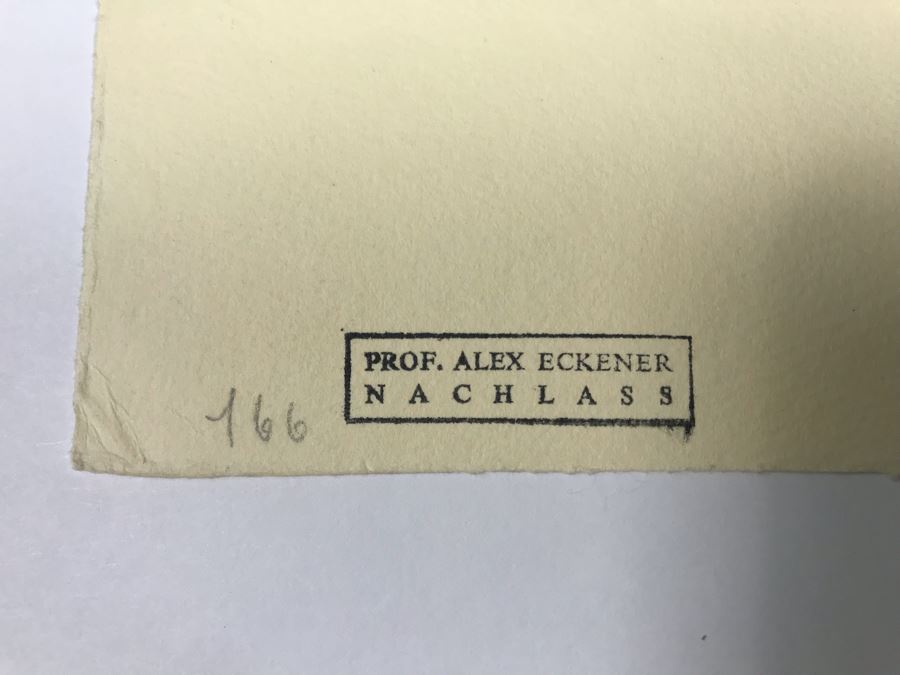 PROF. ALEX ECKENER
NACHLASS
166